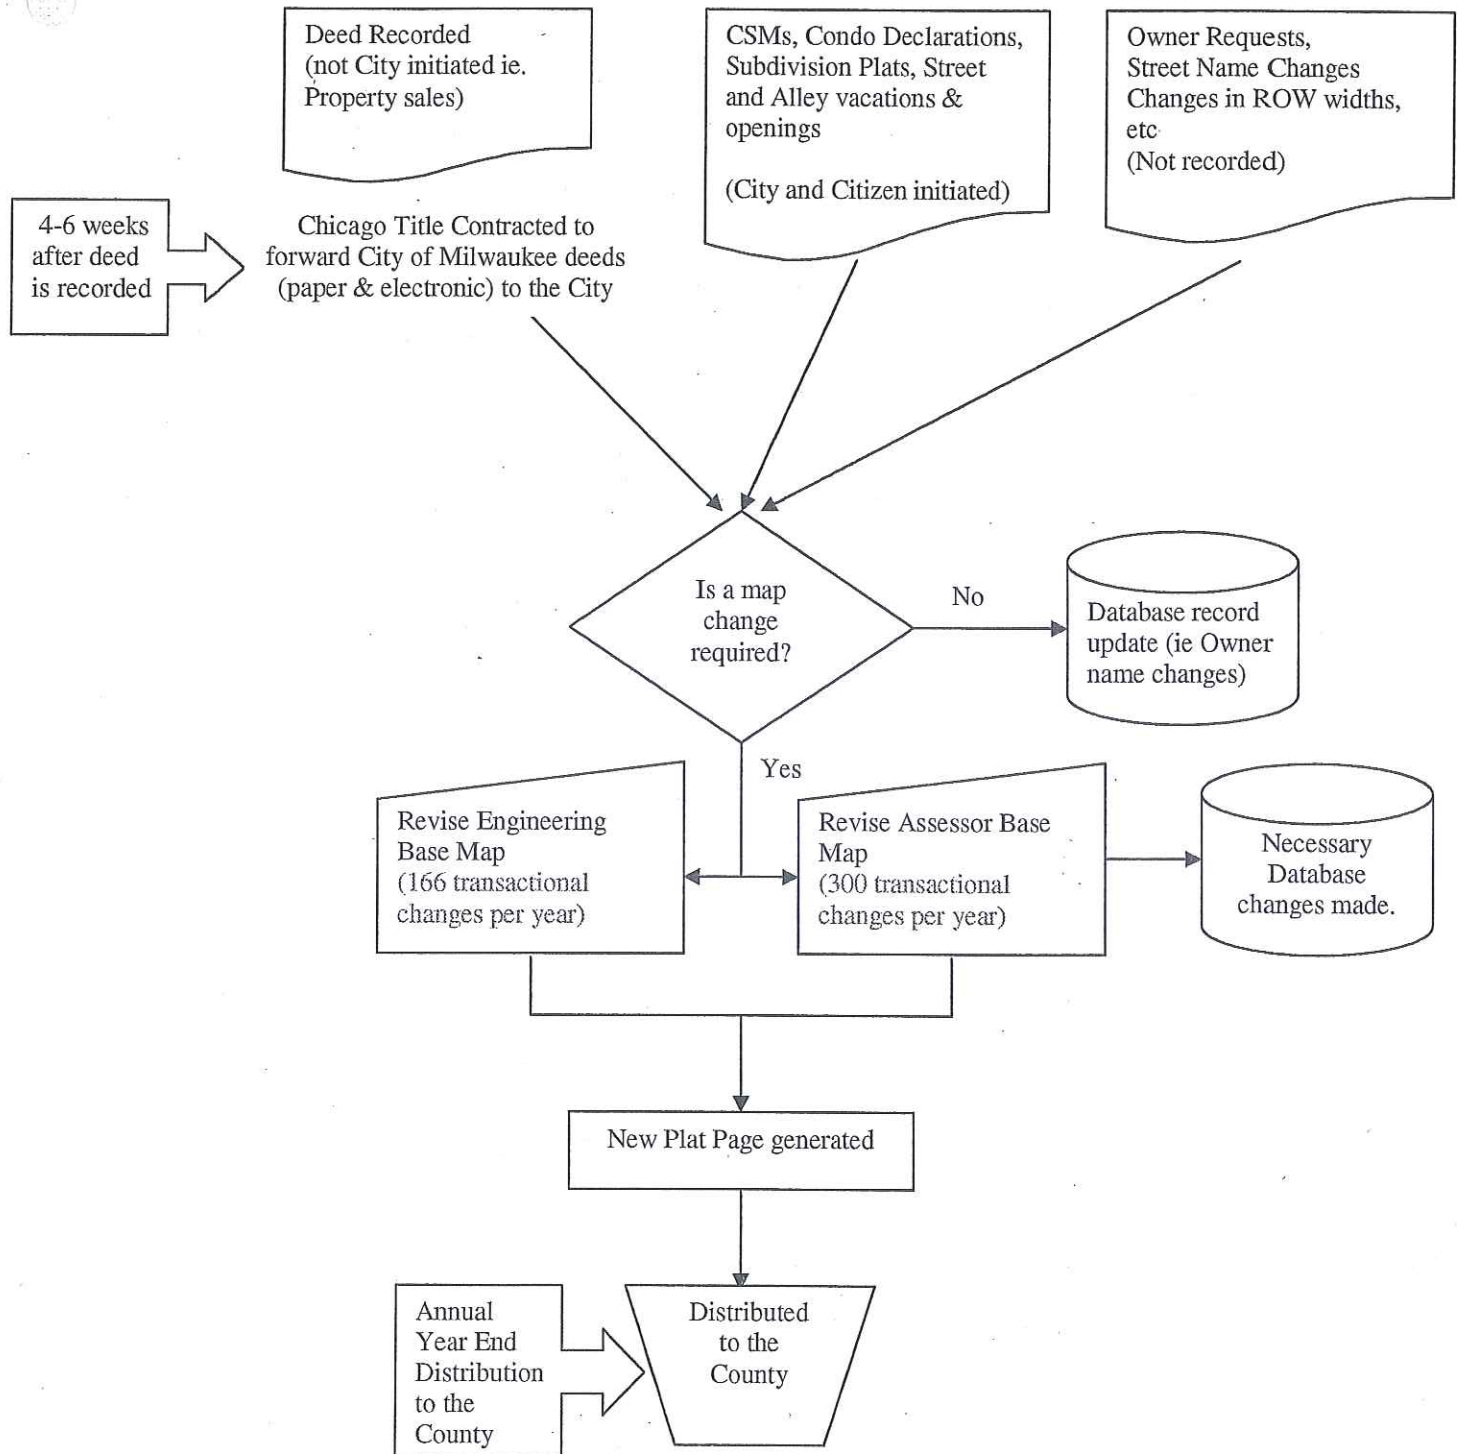 Deed Recorded
(not City initiated ie.
Property sales)
CSMs, Condo Declarations,
Subdivision Plats, Street
and Alley vacations &
openings
(City and Citizen initiated)
Owner Requests,
Street Name Changes
Changes in ROW widths,
etc
(Not recorded)
4-6 weeks
after deed
is recorded
Chicago Title Contracted to
forward City of Milwaukee deeds
(paper & electronic) to the City
Is a map
change
required?
No
Database record
update (ie Owner
name changes)
Yes
Revise Engineering
Base Map
(166 transactional
changes per year)
Revise Assessor Base
Map
(300 transactional
changes per year)
Necessary
Database
changes made.
New Plat Page generated
Annual
Year End
Distribution
to the
County
Distributed
to the
County